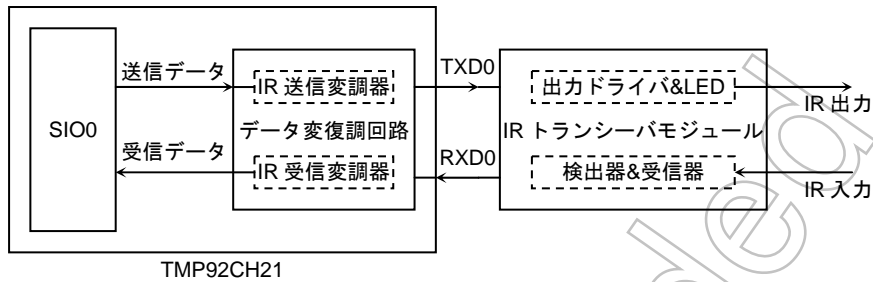 送信データ
IR 送信変調器
TXD0
出力ドライバ&LED
IR 出力
SIO0
データ変復調回路
IR トランシーバモジュール
受信データ
IR 受信変調器
RXD0
検出器&受信器
IR 入力
TMP92CH21
ded